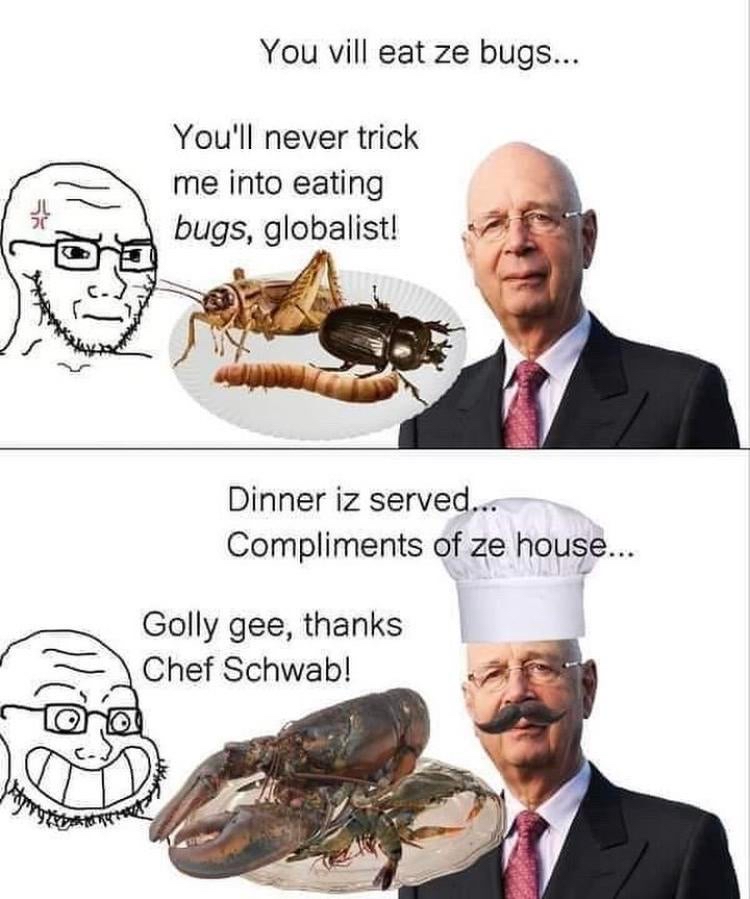 You vill eat ze bugs...
You'll never trick
me into eating
bugs, globalist!
Dinner iz served...
Compliments of ze house...
Golly gee, thanks
Chef Schwab!